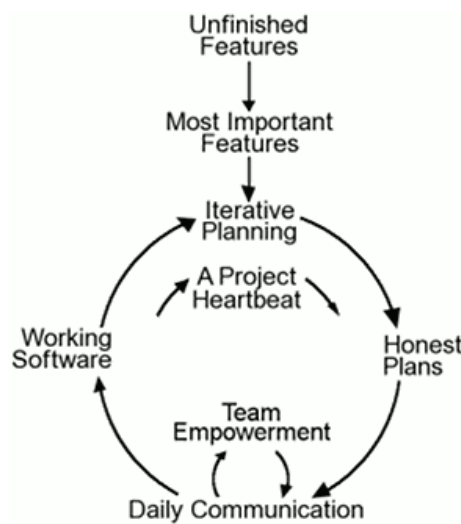 Unfinished
Features
Most Important
Features
Iterative
Planning
A Project
Heartbeat
Working
Software
Honest
Plans
Team
Empowerment
Daily Communication